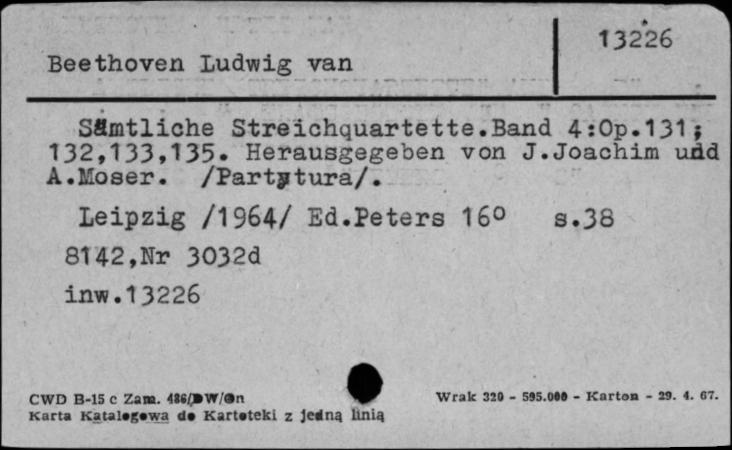 13226
Beethoven Ludwig van
Sämtliche Streichquartette.Band 4:Op.131;
132,133,135. Herausgegeben von J.Joachim und
A.Moser. /Partytura/.
Leipzig /1964/ Ed.Peters 16º s.38
8142,Nr 3032d
inw.13226
CWD B-15 c Zam. 486/DW/Gn
Wrak 320 - 595.000 - Karton - 29. 4. 67.
Karta Katalogowa do Kartoteki z jedną linią